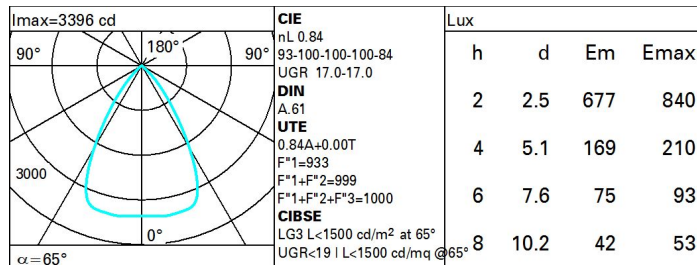 Imax=3396 cd
90°
180°
90°
3000
0°
α=65°
CIE
nL 0.84
93-100-100-100-84
UGR 17.0-17.0
DIN
A.61
UTE
0.84A+0.00T
F"1=933
F"1+F"2=999
F"1+F"2+F"3=1000
CIBSE
LG3 L<1500 cd/m² at 65°
UGR<19 | L<1500 cd/mq @65°
Lux
h d Em Emax
2 2.5 677 840
4 5.1 169 210
6 7.6 75 93
8 10.2 42 53